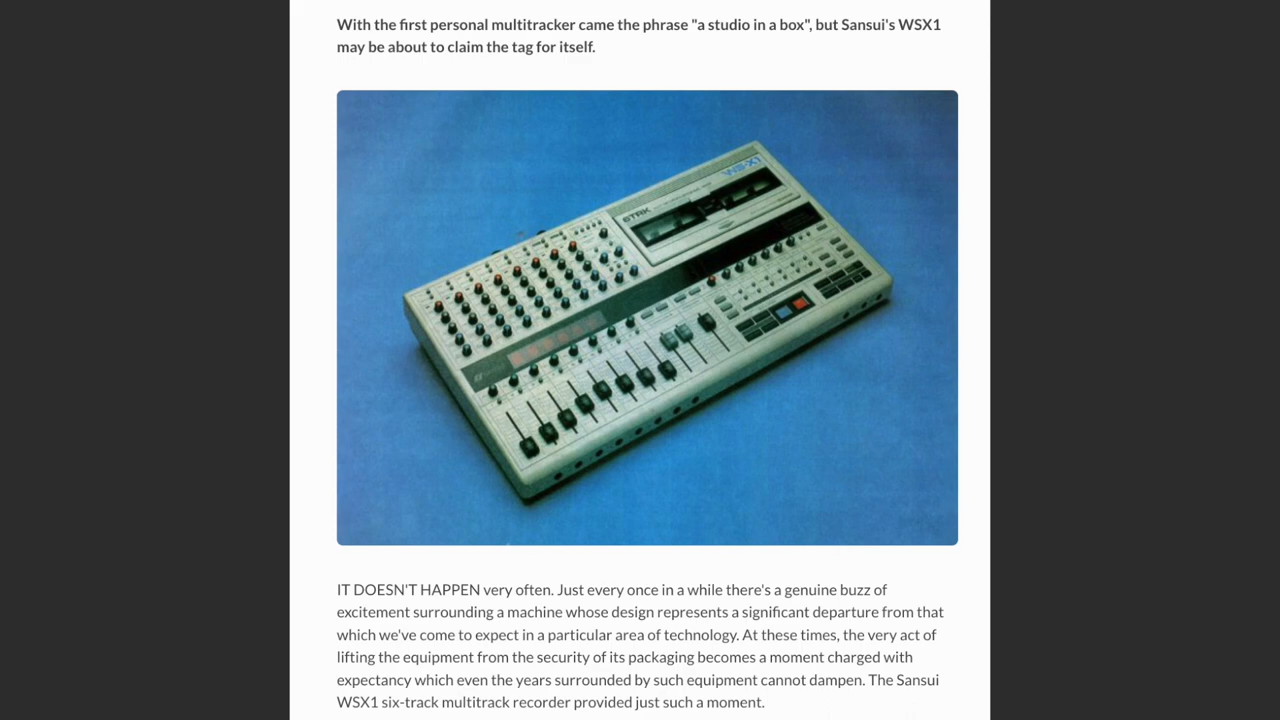 With the first personal multitracker came the phrase "a studio in a box", but Sansui's WSX1
may be about to claim the tag for itself.
WS-X1
6TRK
IT DOESN'T HAPPEN very often. Just every once in a while there's a genuine buzz of
excitement surrounding a machine whose design represents a significant departure from that
which we've come to expect in a particular area of technology. At these times, the very act of
lifting the equipment from the security of its packaging becomes a moment charged with
expectancy which even the years surrounded by such equipment cannot dampen. The Sansui
WSX1 six-track multitrack recorder provided just such a moment.